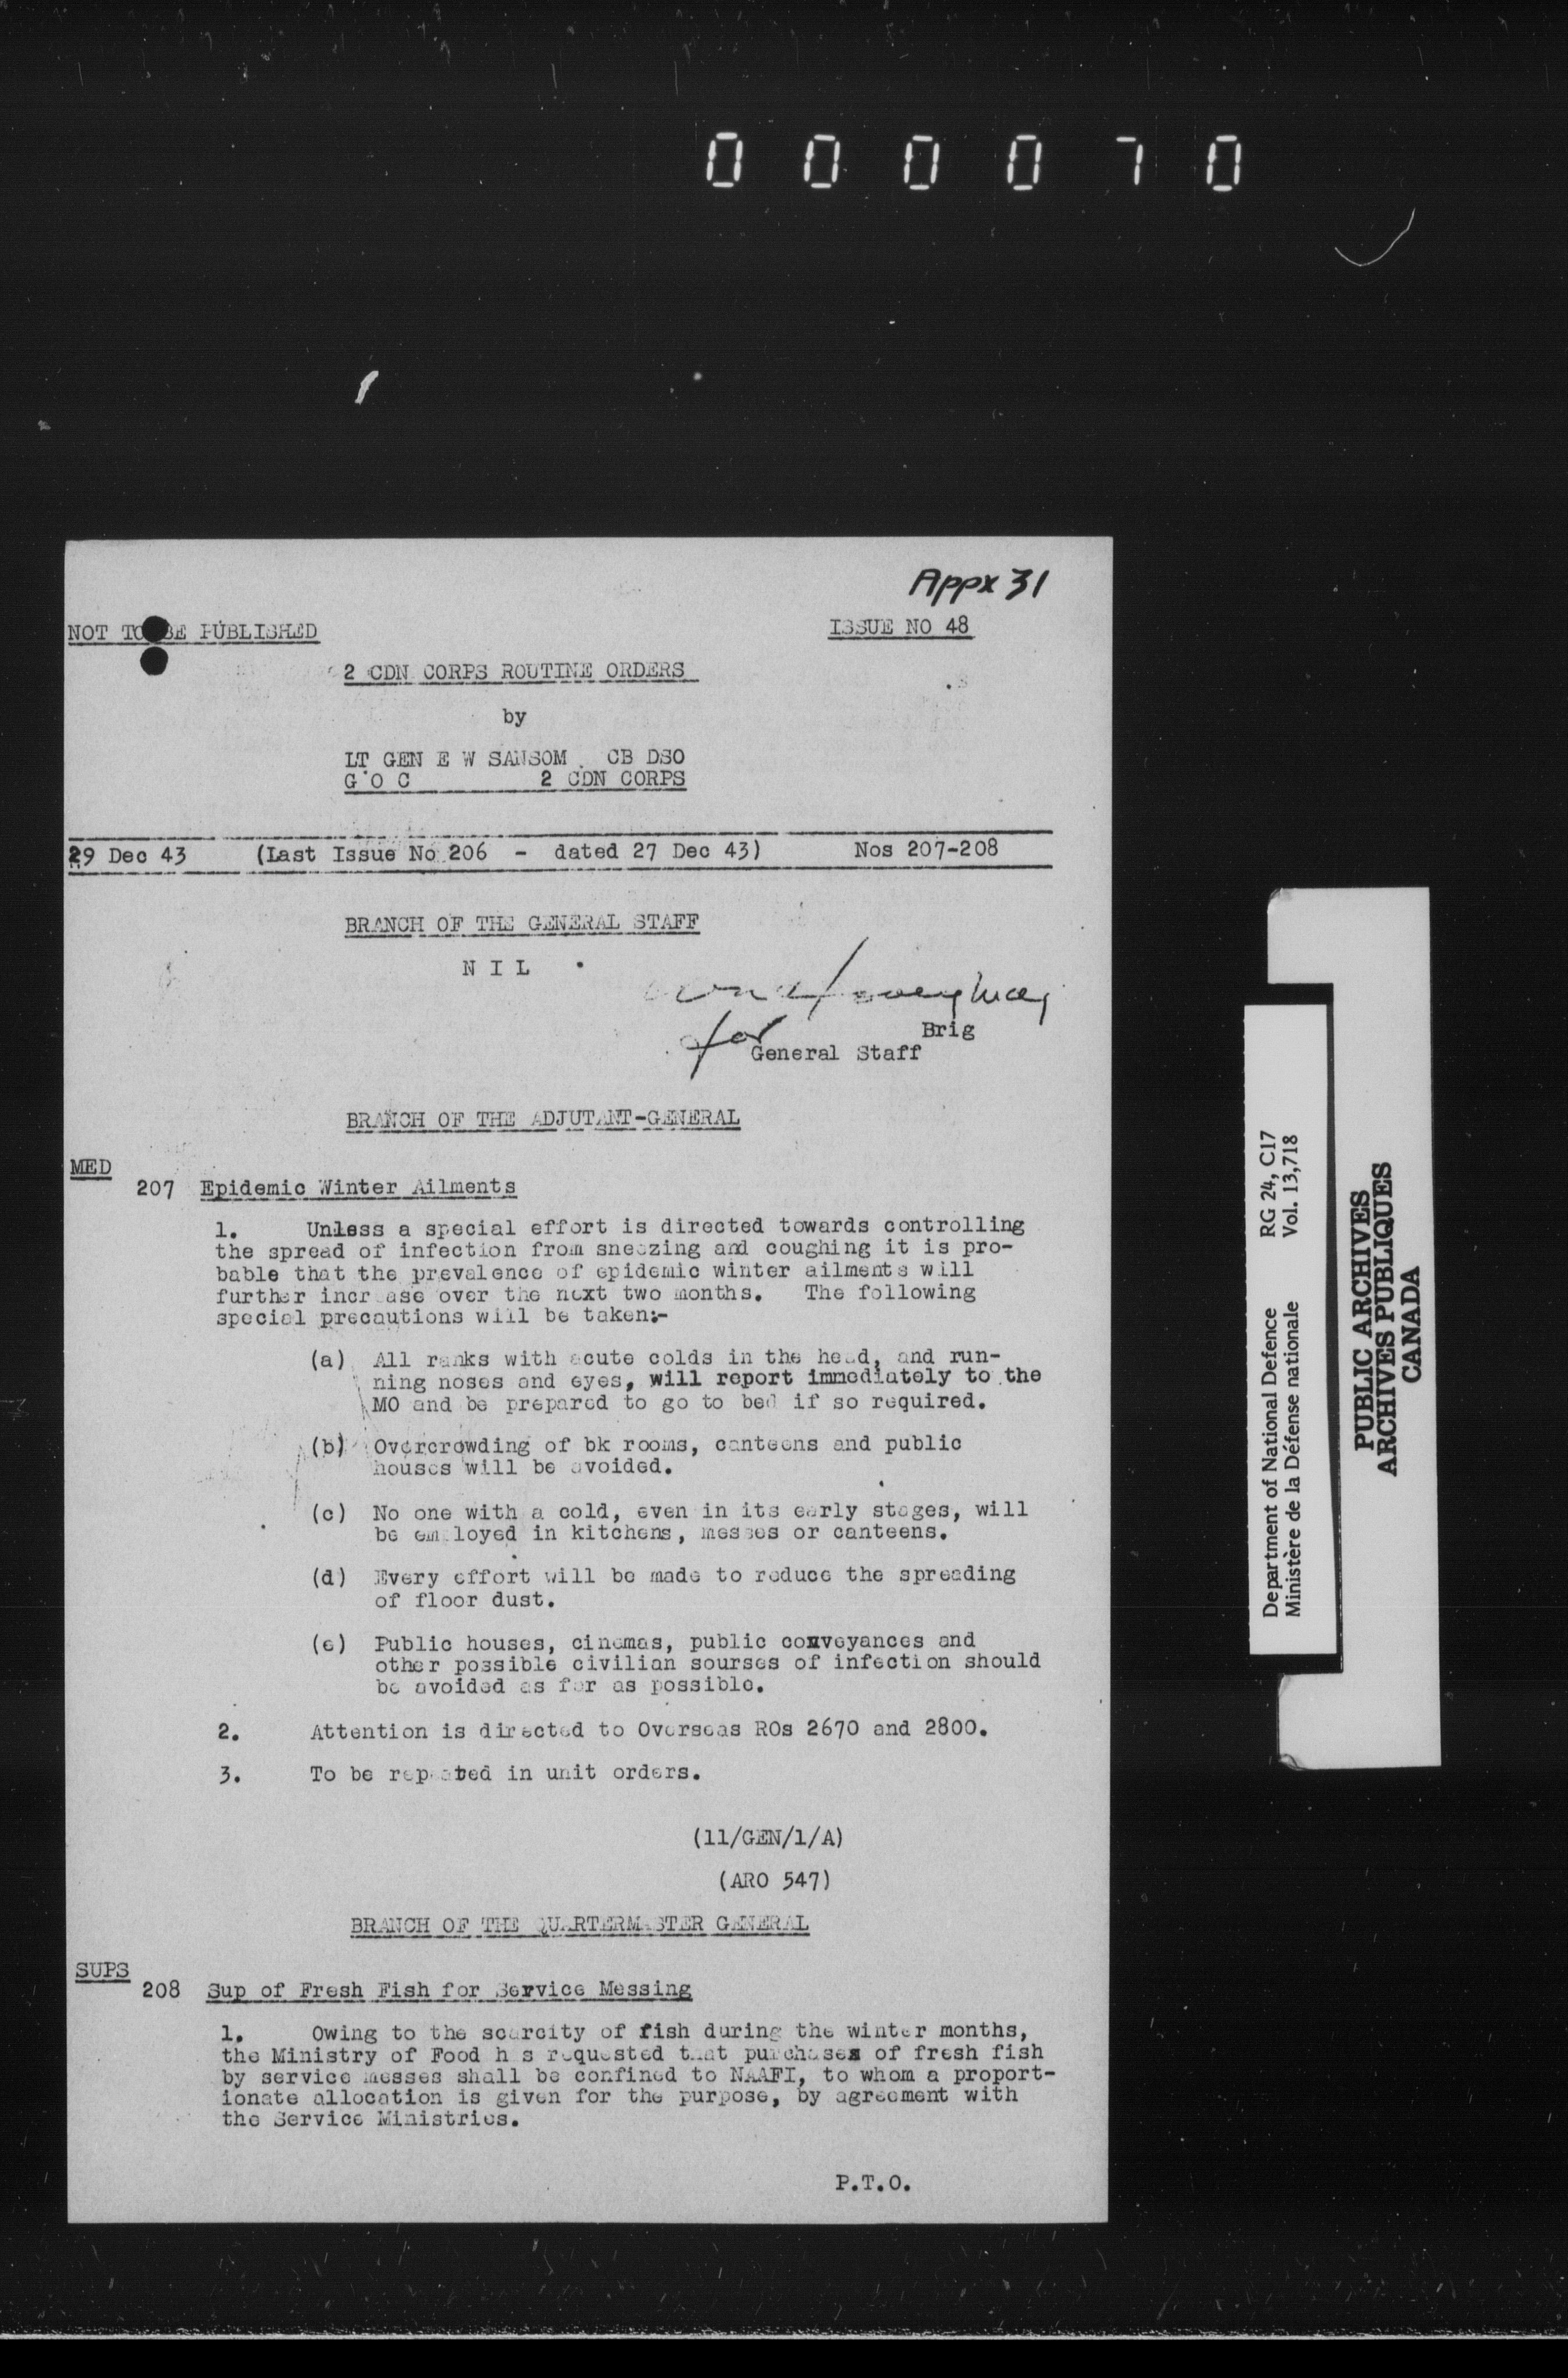 000070
Appx 31
NOT TO BE PUBLISHED
ISSUE NO 48
2 CDN CORPS ROUTINE ORDERS
by
LT GEN E W SANSOM CB DSO
G O C 2 CDN CORPS
29 Dec 43 (Last Issue No 206 - dated 27 Dec 43) Nos 207-208
BRANCH OF THE GENERAL STAFF
N I L
for
Brig
General Staff
BRANCH OF THE ADJUTANT-GENERAL
MED
207 Epidemic Winter Ailments
1. Unless a special effort is directed towards controlling
the spread of infection from sneezing and coughing it is pro-
bable that the prevalence of epidemic winter ailments will
further increase over the next two months. The following
special precautions will be taken:-
(a) All ranks with acute colds in the head, and run-
ning noses and eyes, will report immediately to the
MO and be prepared to go to bed if so required.
(b) Overcrowding of bk rooms, canteens and public
houses will be avoided.
(c) No one with a cold, even in its early stages, will
be employed in kitchens, messes or canteens.
(d) Every effort will be made to reduce the spreading
of floor dust.
(e) Public houses, cinemas, public conveyances and
other possible civilian sourses of infection should
be avoided as far as possible.
2. Attention is directed to Overseas ROs 2670 and 2800.
3. To be repeated in unit orders.
(11/GEN/1/A)
(ARO 547)
BRANCH OF THE QUARTERMASTER GENERAL
SUPS
208 Sup of Fresh Fish for Service Messing
1. Owing to the scarcity of fish during the winter months,
the Ministry of Food has requested that purchases of fresh fish
by service messes shall be confined to NAAFI, to whom a proport-
ionate allocation is given for the purpose, by agreement with
the Service Ministries.
P.T.O.
Department of National Defence RG 24, C17
Ministère de la Défense nationale Vol. 13,718
PUBLIC ARCHIVES
ARCHIVES PUBLIQUES
CANADA